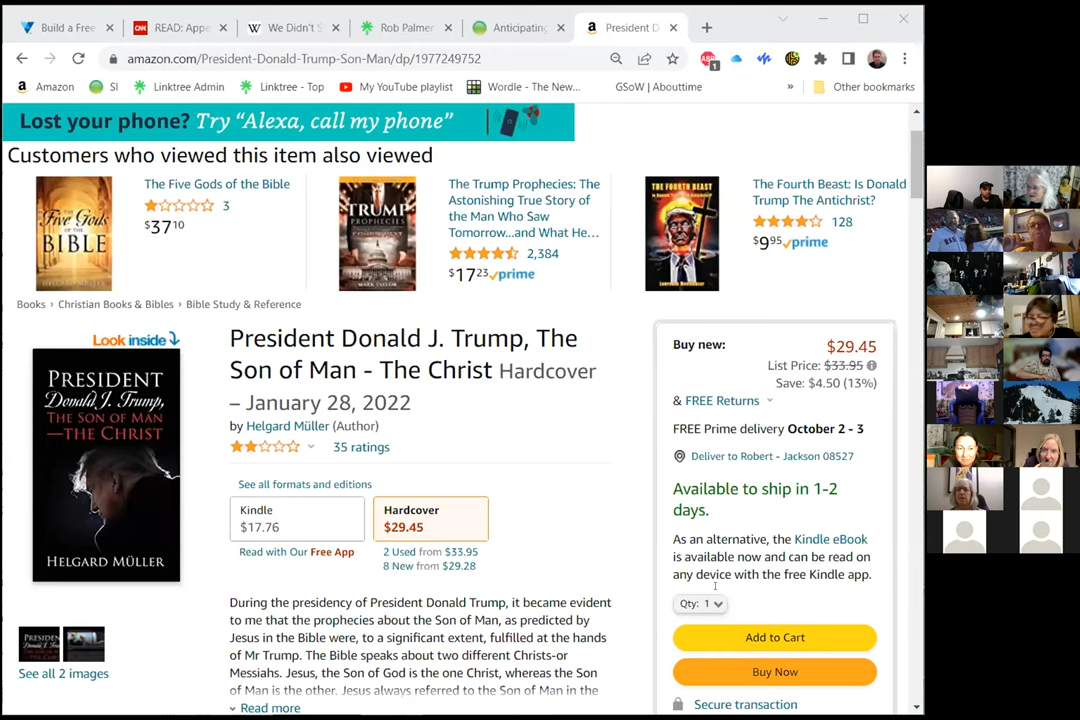 Build a Free
READ: Appe
We Didn't S
Rob Palmer
Anticipating
President D
amazon.com/President-Donald-Trump-Son-Man/dp/1977249752
Amazon
SI
Linktree Admin
Linktree - Top
My YouTube playlist
Wordle - The New...
GSoW | Abouttime
»
Other bookmarks
Lost your phone? Try “Alexa, call my phone”
Customers who viewed this item also viewed
Five Gods
of the
BIBLE
The Five Gods of the Bible
3
$3710
TRUMP
PROPHECIES
MARK TAYLOR
The Trump Prophecies: The
Astonishing True Story of
the Man Who Saw
Tomorrow...and What He...
2,384
$1723 prime
THE FOURTH BEAST
The Fourth Beast: Is Donald
Trump The Antichrist?
128
$995 prime
Books › Christian Books & Bibles › Bible Study & Reference
Look inside
PRESIDENT
Donald J. Trump,
THE SON OF MAN
—THE CHRIST
HELGARD MÜLLER
See all 2 images
President Donald J. Trump, The
Son of Man - The Christ Hardcover
– January 28, 2022
by Helgard Müller (Author)
35 ratings
See all formats and editions
Kindle
$17.76
Hardcover
$29.45
Read with Our Free App
2 Used from $33.95
8 New from $29.28
During the presidency of President Donald Trump, it became evident
to me that the prophecies about the Son of Man, as predicted by
Jesus in the Bible were, to a significant extent, fulfilled at the hands
of Mr Trump. The Bible speaks about two different Christs-or
Messiahs. Jesus, the Son of God is the one Christ, whereas the Son
of Man is the other. Jesus always referred to the Son of Man in the
Read more
Buy new:
$29.45
List Price: $33.95
Save: $4.50 (13%)
& FREE Returns
FREE Prime delivery October 2 - 3
Deliver to Robert - Jackson 08527
Available to ship in 1-2
days.
As an alternative, the Kindle eBook
is available now and can be read on
any device with the free Kindle app.
Qty: 1
Add to Cart
Buy Now
Secure transaction